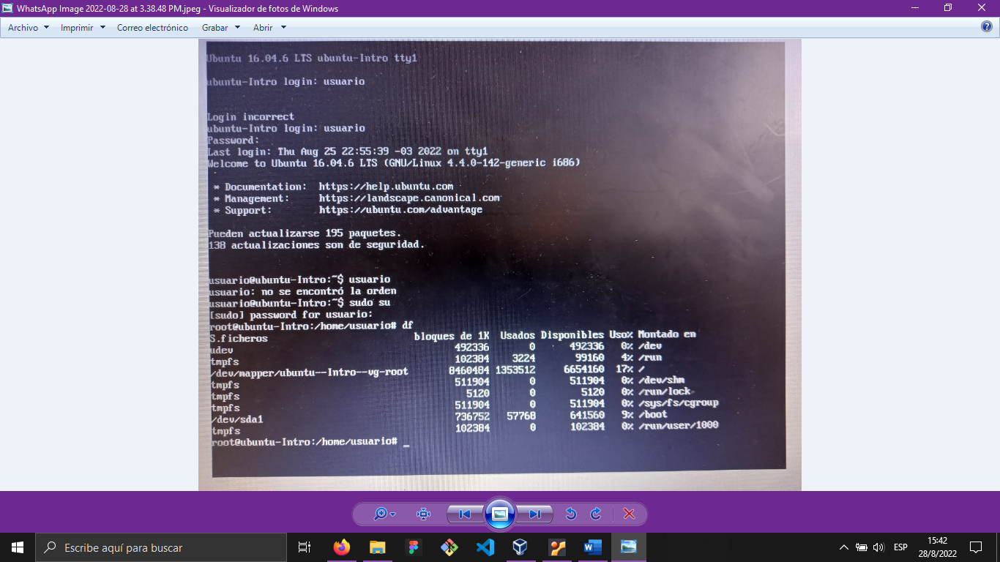 WhatsApp Image 2022-08-28 at 3.38.48 PM.jpeg - Visualizador de fotos de Windows
Archivo Imprimir Correo electrónico Grabar Abrir
Ubuntu 16.04.6 LTS ubuntu-Intro tty1
ubuntu-Intro login: usuario
Login incorrect
ubuntu-Intro login: usuario
Password:
Last login: Thu Aug 25 22:55:39 -03 2022 on tty1
Welcome to Ubuntu 16.04.6 LTS (GNU/Linux 4.4.0-142-generic i686)
* Documentation: https://help.ubuntu.com
* Management: https://landscape.canonical.com
* Support: https://ubuntu.com/advantage
Pueden actualizarse 195 paquetes.
138 actualizaciones son de seguridad.
usuario@ubuntu-Intro:~$ usuario
usuario: no se encontró la orden
usuario@ubuntu-Intro:~$ sudo su
[sudo] password for usuario:
root@ubuntu-Intro:/home/usuario# df
S.ficheros bloques de 1K Usados Disponibles Uso% Montado en
udev 492336 0 492336 0% /dev
tmpfs 102384 3224 99160 4% /run
/dev/mapper/ubuntu--Intro--vg-root 8460484 1353512 6654160 17% /
tmpfs 511904 0 511904 0% /dev/shm
tmpfs 5120 0 5120 0% /run/lock
tmpfs 511904 0 511904 0% /sys/fs/cgroup
/dev/sda1 736752 57768 641560 9% /boot
tmpfs 102384 0 102384 0% /run/user/1000
root@ubuntu-Intro:/home/usuario# _
Escribe aquí para buscar
ESP
15:42
28/8/2022